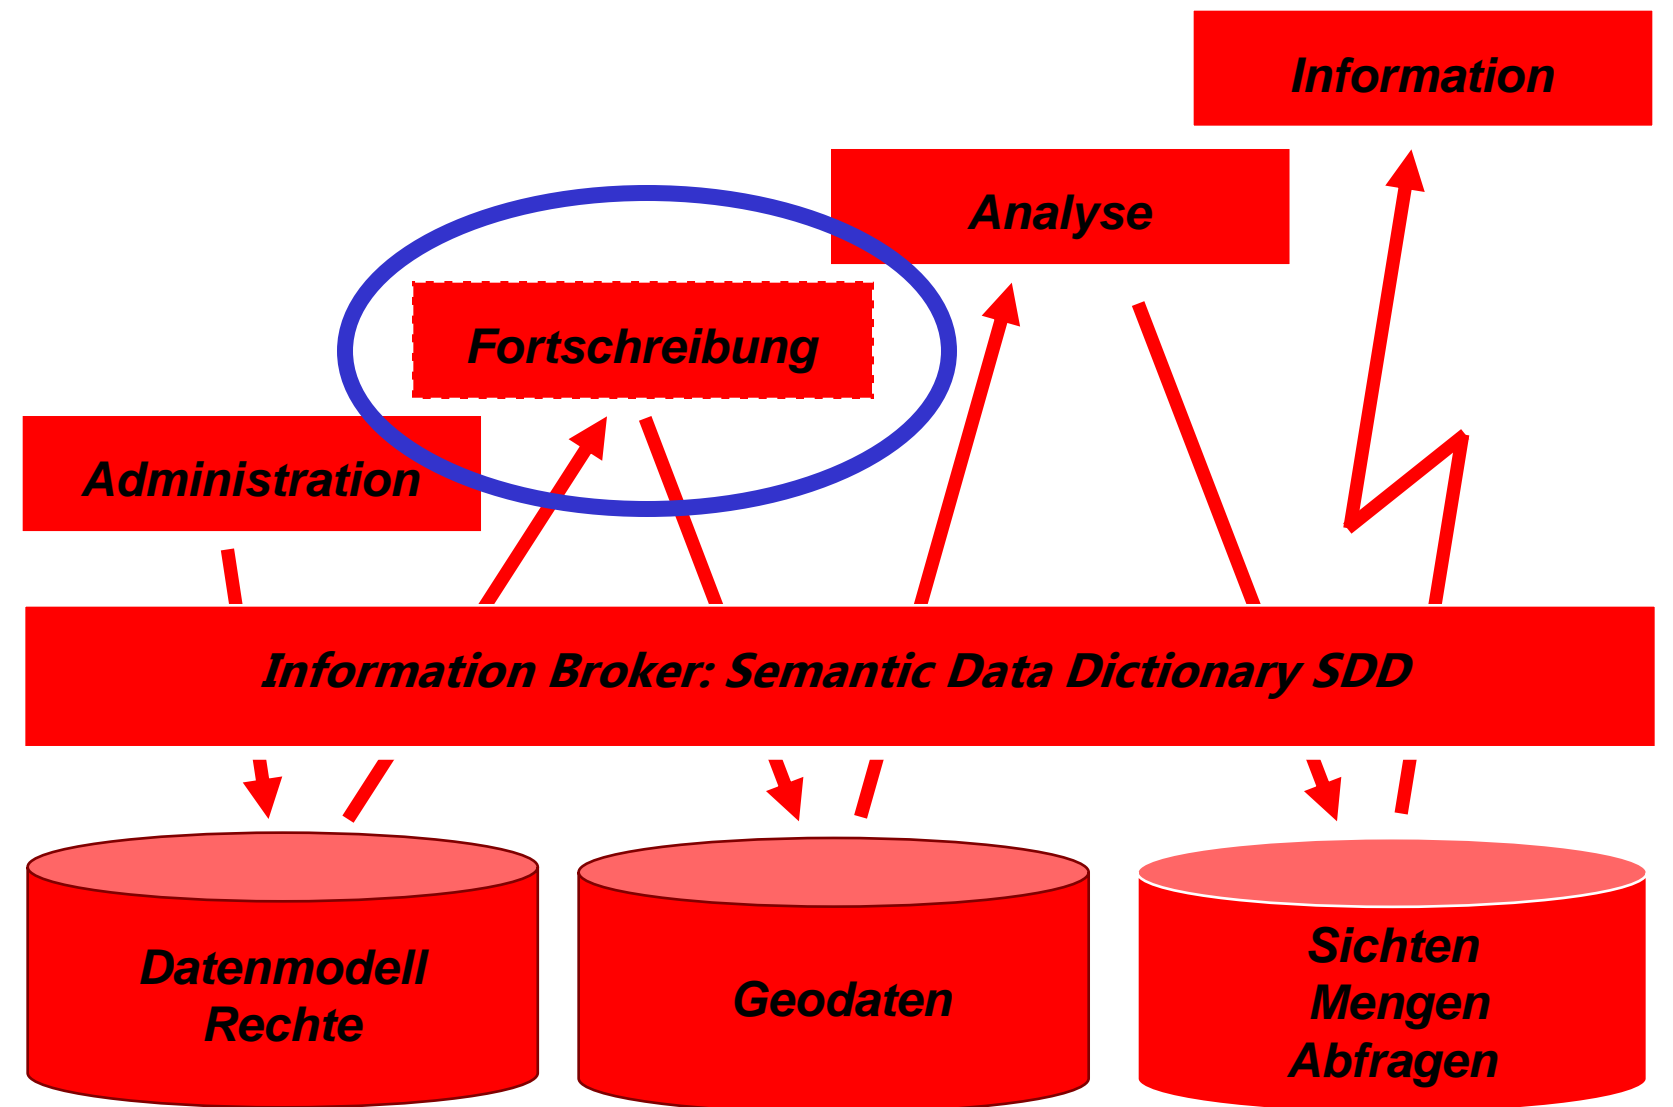 Information
Analyse
Fortschreibung
Administration
Information Broker: Semantic Data Dictionary SDD
Datenmodell
Rechte
Geodaten
Sichten
Mengen
Abfragen